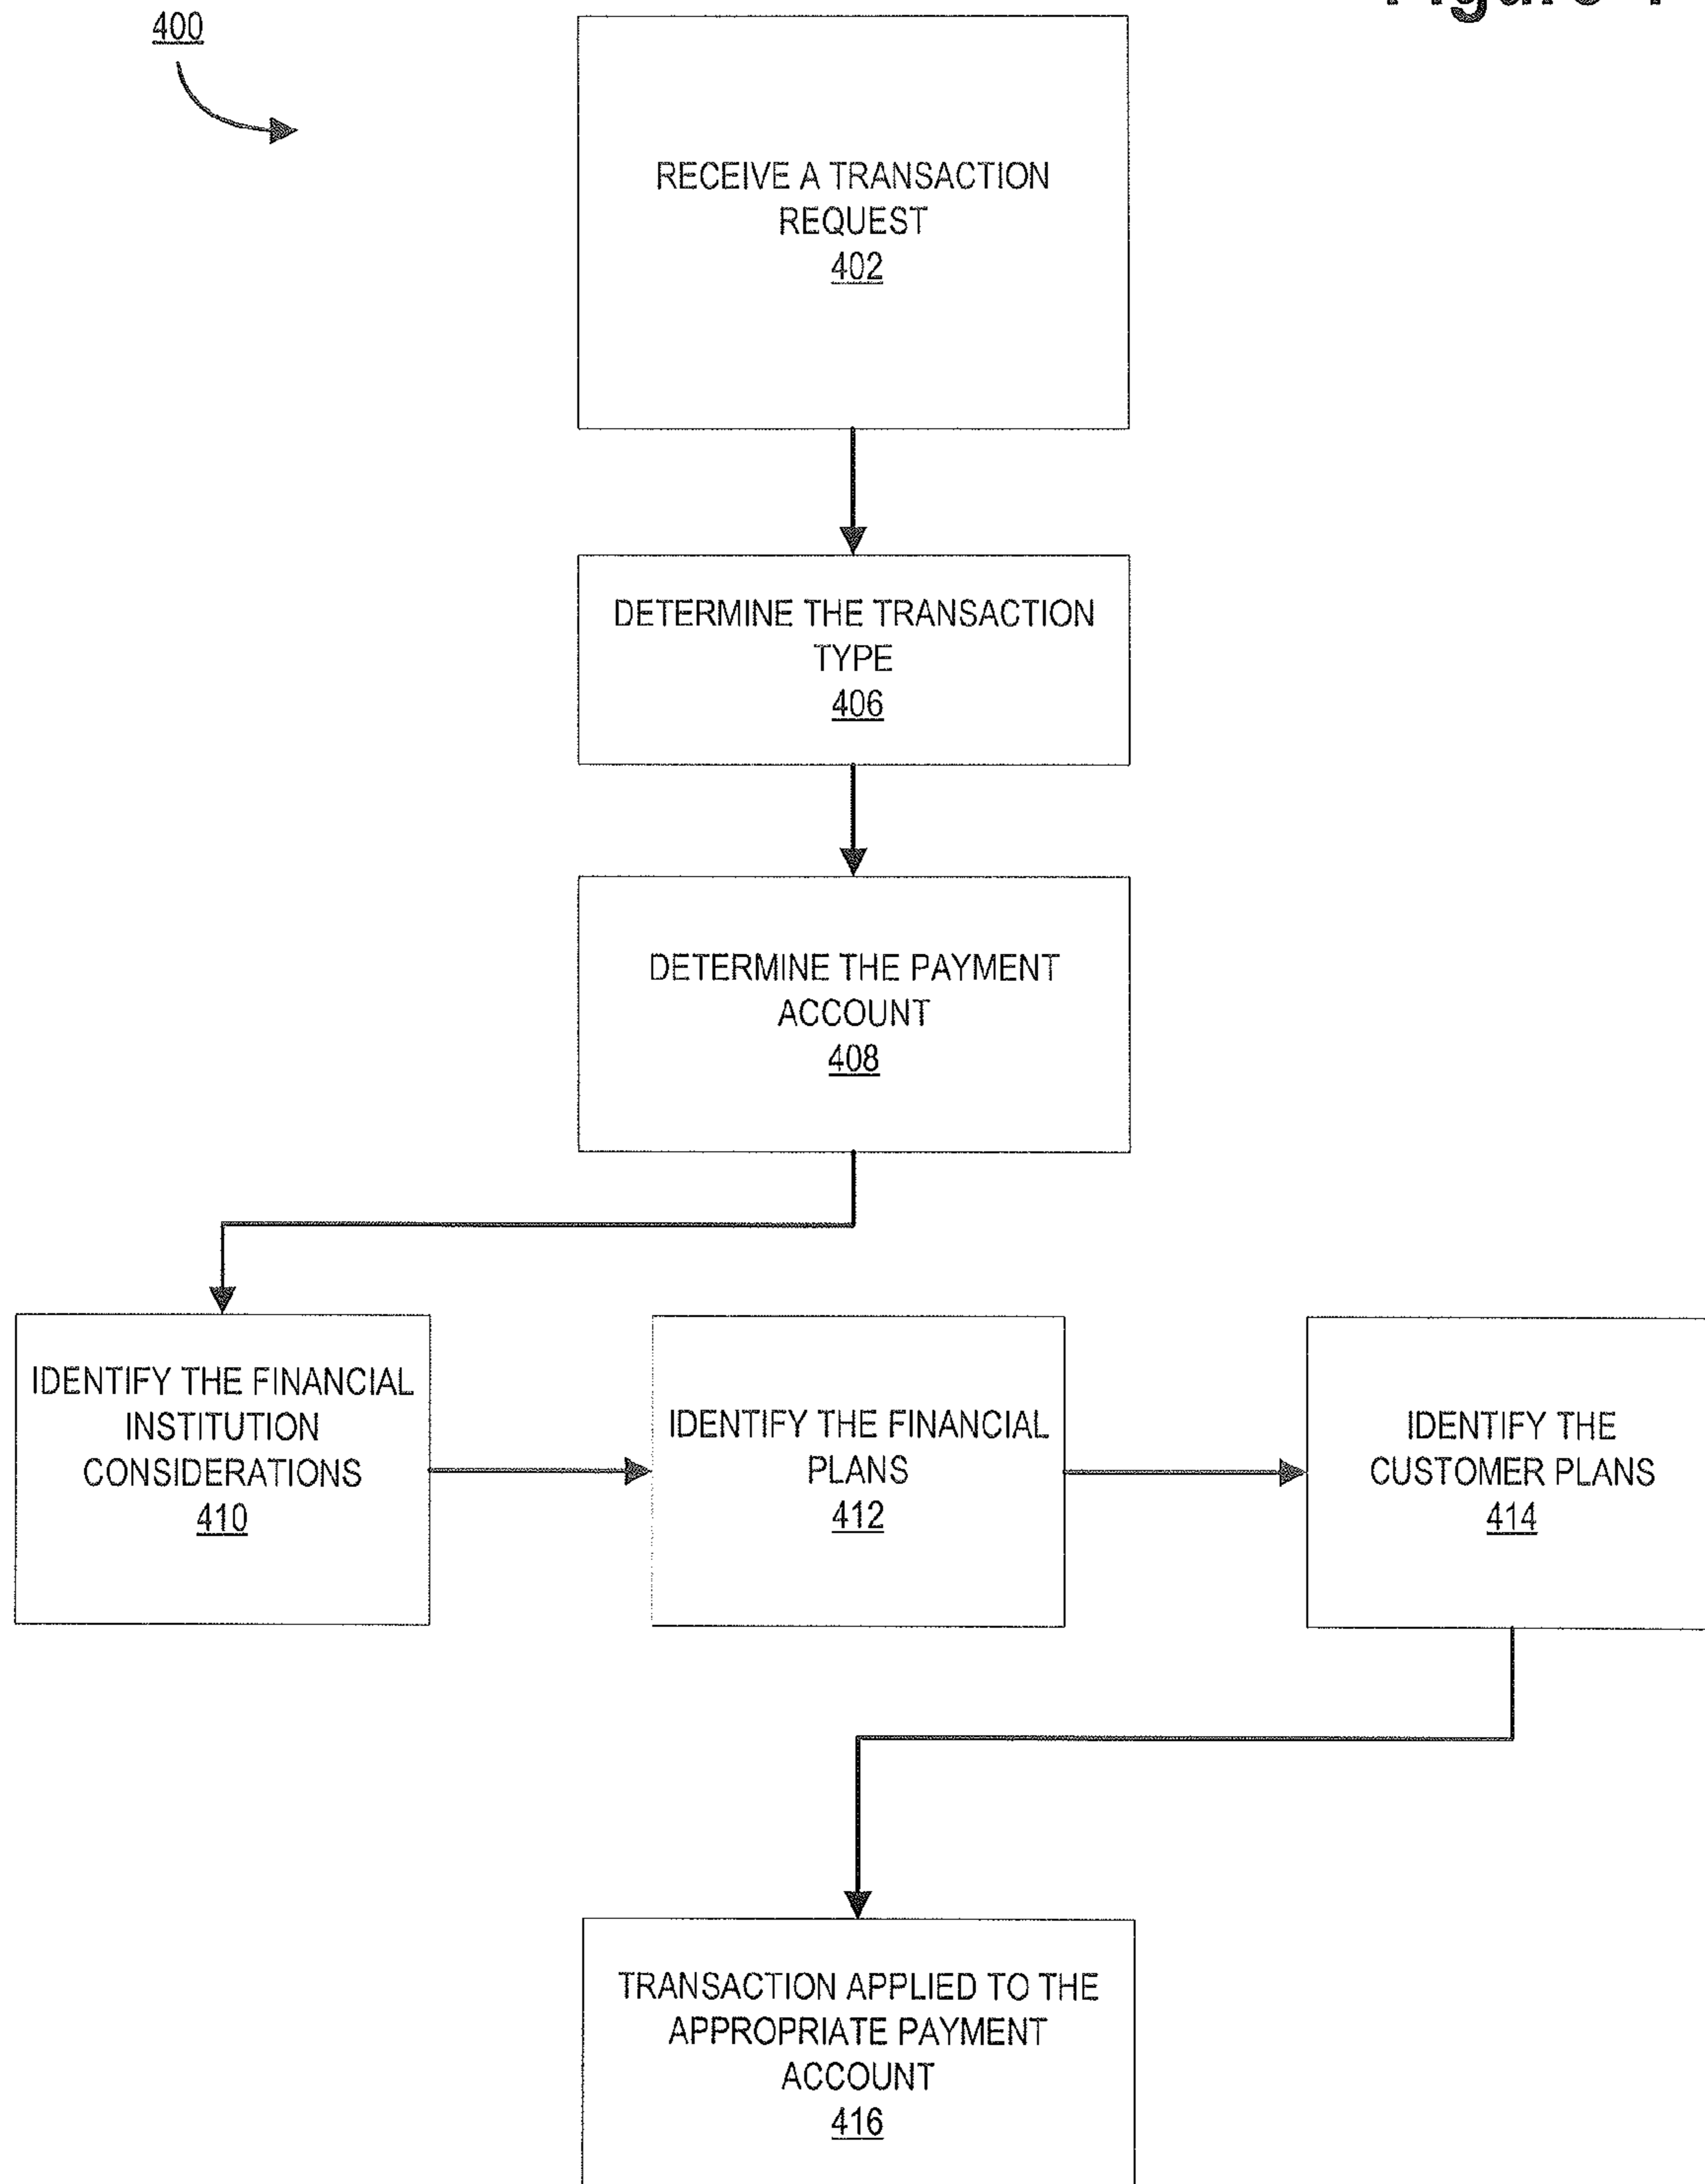 400
RECEIVE A TRANSACTION
REQUEST
402
DETERMINE THE TRANSACTION
TYPE
406
DETERMINE THE PAYMENT
ACCOUNT
408
IDENTIFY THE FINANCIAL
INSTITUTION
CONSIDERATIONS
410
IDENTIFY THE FINANCIAL
PLANS
412
IDENTIFY THE
CUSTOMER PLANS
414
TRANSACTION APPLIED TO THE
APPROPRIATE PAYMENT
ACCOUNT
416